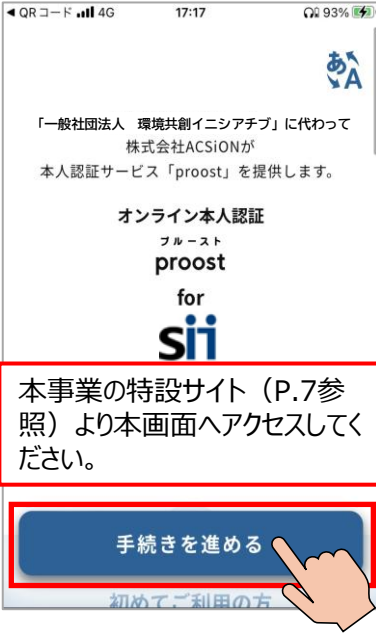 ◀ QRコード 4G 17:17 93%
あA
「一般社団法人 環境共創イニシアチブ」に代わって
株式会社ACSiONが
本人認証サービス「proost」を提供します。
オンライン本人認証
プルースト
proost
for
sii
本事業の特設サイト（P.7参
照）より本画面へアクセスしてく
ださい。
手続きを進める
初めてご利用の方